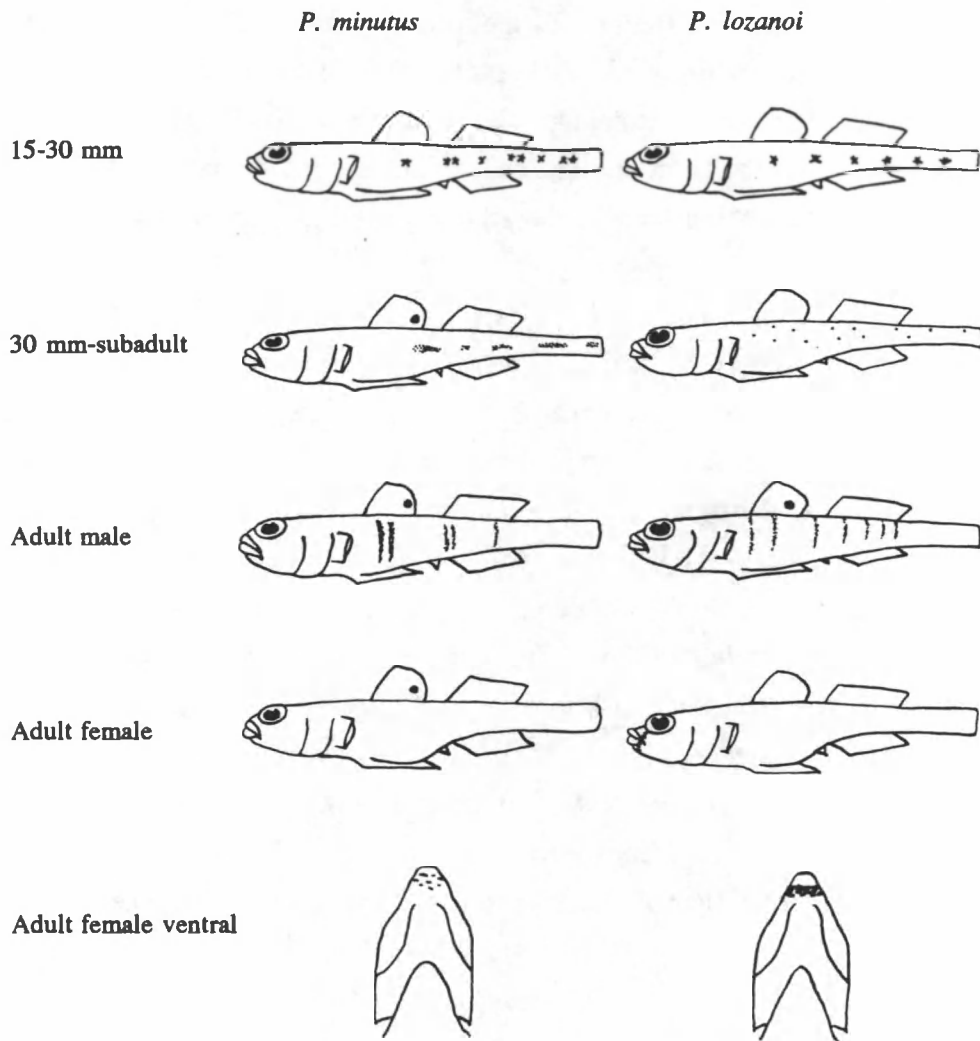 P. minutus P. lozanoi
15-30 mm
30 mm-subadult
Adult male
Adult female
Adult female ventral